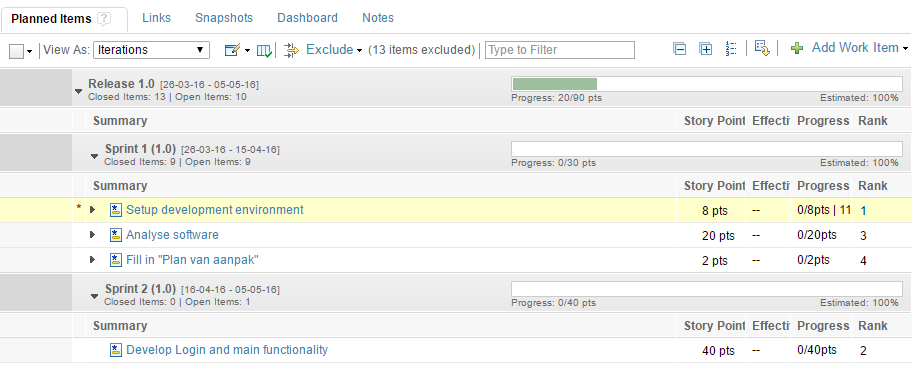 Planned Items ? Links Snapshots Dashboard Notes
View As: Iterations Exclude (13 items excluded) Type to Filter Add Work Item
Release 1.0 [26-03-16 - 05-05-16]
Closed Items: 13 | Open Items: 10 Progress: 20/90 pts Estimated: 100%
Summary Story Point Effecti Progress Rank
Sprint 1 (1.0) [26-03-16 - 15-04-16]
Closed Items: 9 | Open Items: 9 Progress: 0/30 pts Estimated: 100%
Summary Story Point Effecti Progress Rank
* Setup development environment 8 pts -- 0/8pts | 11 1
Analyse software 20 pts -- 0/20pts 3
Fill in "Plan van aanpak" 2 pts -- 0/2pts 4
Sprint 2 (1.0) [16-04-16 - 05-05-16]
Closed Items: 0 | Open Items: 1 Progress: 0/40 pts Estimated: 100%
Summary Story Point Effecti Progress Rank
Develop Login and main functionality 40 pts -- 0/40pts 2